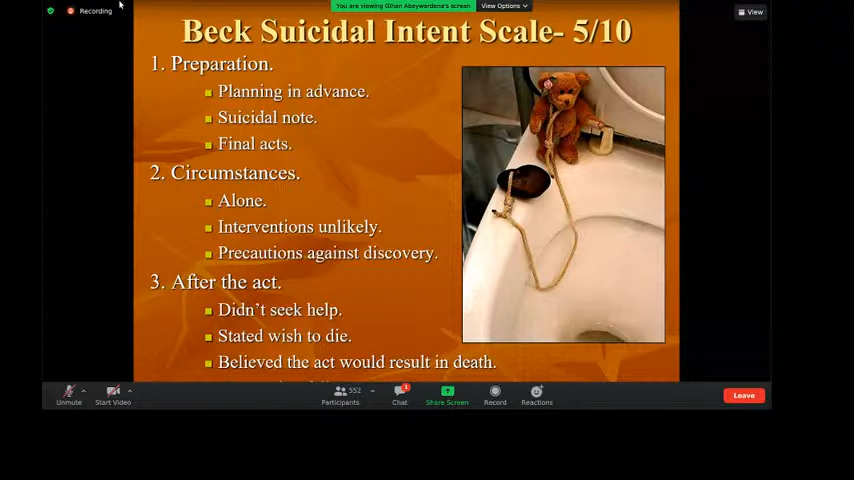 Recording
You are viewing Gihan Abeywardena's screen
View Options
View
Beck Suicidal Intent Scale- 5/10
1. Preparation.
Planning in advance.
Suicidal note.
Final acts.
2. Circumstances.
Alone.
Interventions unlikely.
Precautions against discovery.
3. After the act.
Didn't seek help.
Stated wish to die.
Believed the act would result in death.
Unmute
Start Video
552
Participants
1
Chat
Share Screen
Record
Reactions
Leave